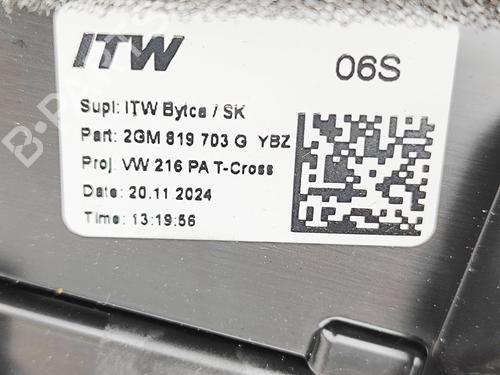 ITW
06S
Supl: ITW Bytca / SK
Part: 2GM 819 703 G YBZ
Proj: VW 216 PA T-Cross
Date: 20.11.2024
Time: 13:19:56
B-PARTS